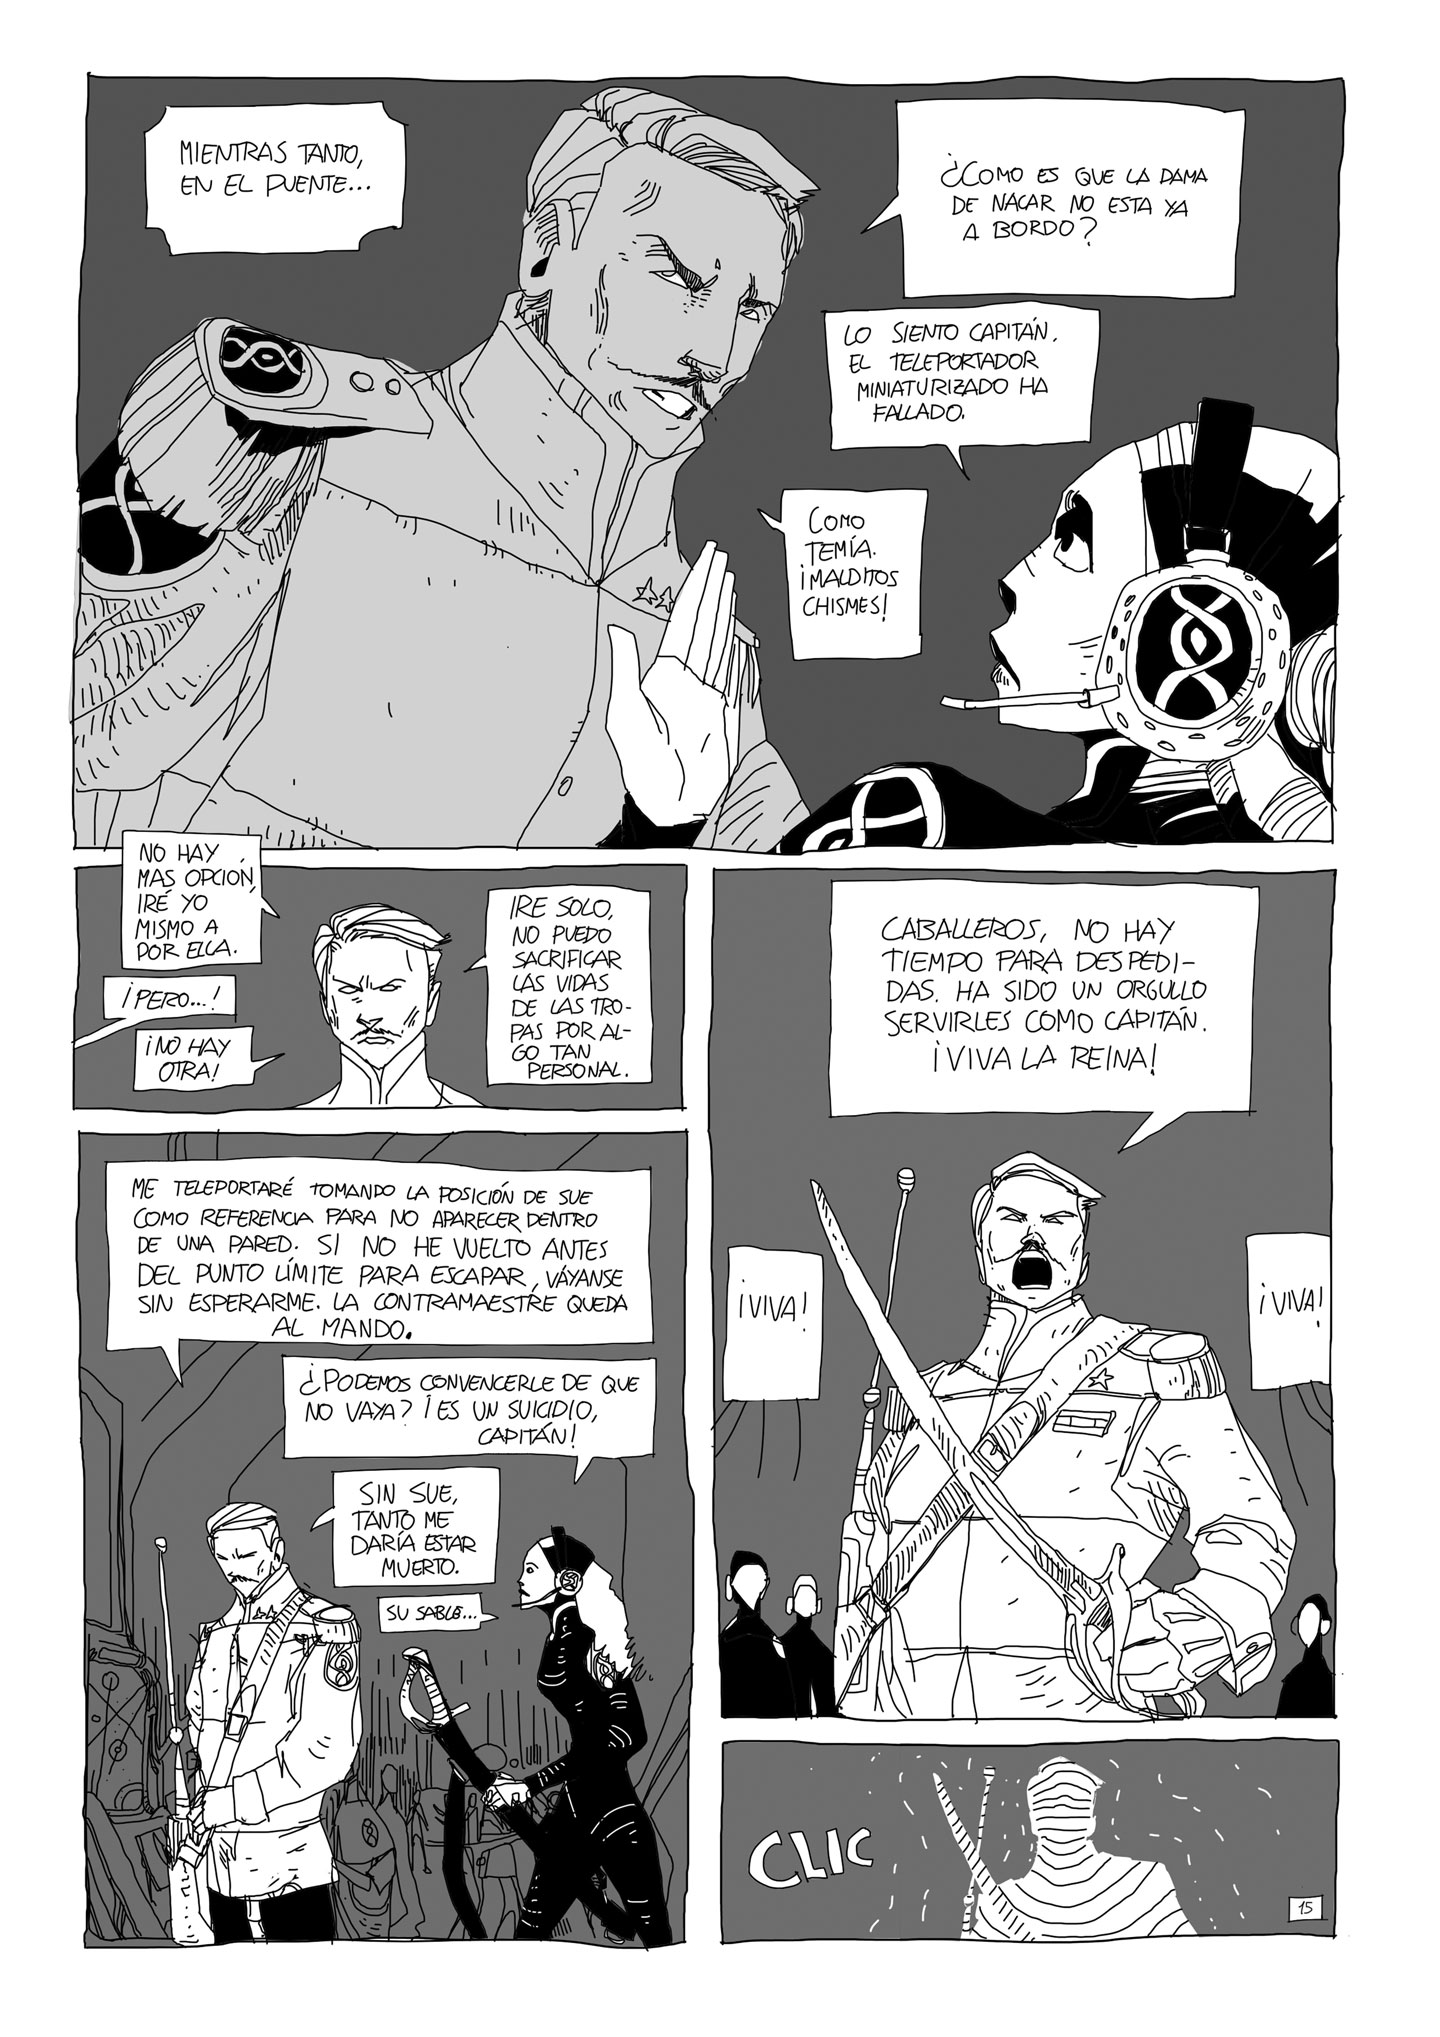 MIENTRAS TANTO,
EN EL PUENTE...
¿COMO ES QUE LA DAMA
DE NACAR NO ESTA YA
A BORDO?
LO SIENTO CAPITÁN.
EL TELEPORTADOR
MINIATURIZADO HA
FALLADO.
COMO
TEMÍA.
¡MALDITOS
CHISMES!
NO HAY
MAS OPCIÓN,
IRÉ YO
MISMO A
POR ELLA.
¡PERO...!
¡NO HAY
OTRA!
IRE SOLO,
NO PUEDO
SACRIFICAR
LAS VIDAS
DE LAS TRO-
PAS POR AL-
GO TAN
PERSONAL.
ME TELEPORTARÉ TOMANDO LA POSICIÓN DE SUE
COMO REFERENCIA PARA NO APARECER DENTRO
DE UNA PARED. SI NO HE VUELTO ANTES
DEL PUNTO LÍMITE PARA ESCAPAR, VÁYANSE
SIN ESPERARME. LA CONTRAMAESTRE QUEDA
AL MANDO.
¿PODEMOS CONVENCERLE DE QUE
NO VAYA? ¡ES UN SUICIDIO,
CAPITÁN!
SIN SUE,
TANTO ME
DARÍA ESTAR
MUERTO.
SU SABLE...
CABALLEROS, NO HAY
TIEMPO PARA DESPEDI-
DAS. HA SIDO UN ORGULLO
SERVIRLES COMO CAPITÁN.
¡VIVA LA REINA!
¡VIVA!
¡VIVA!
CLIC
15